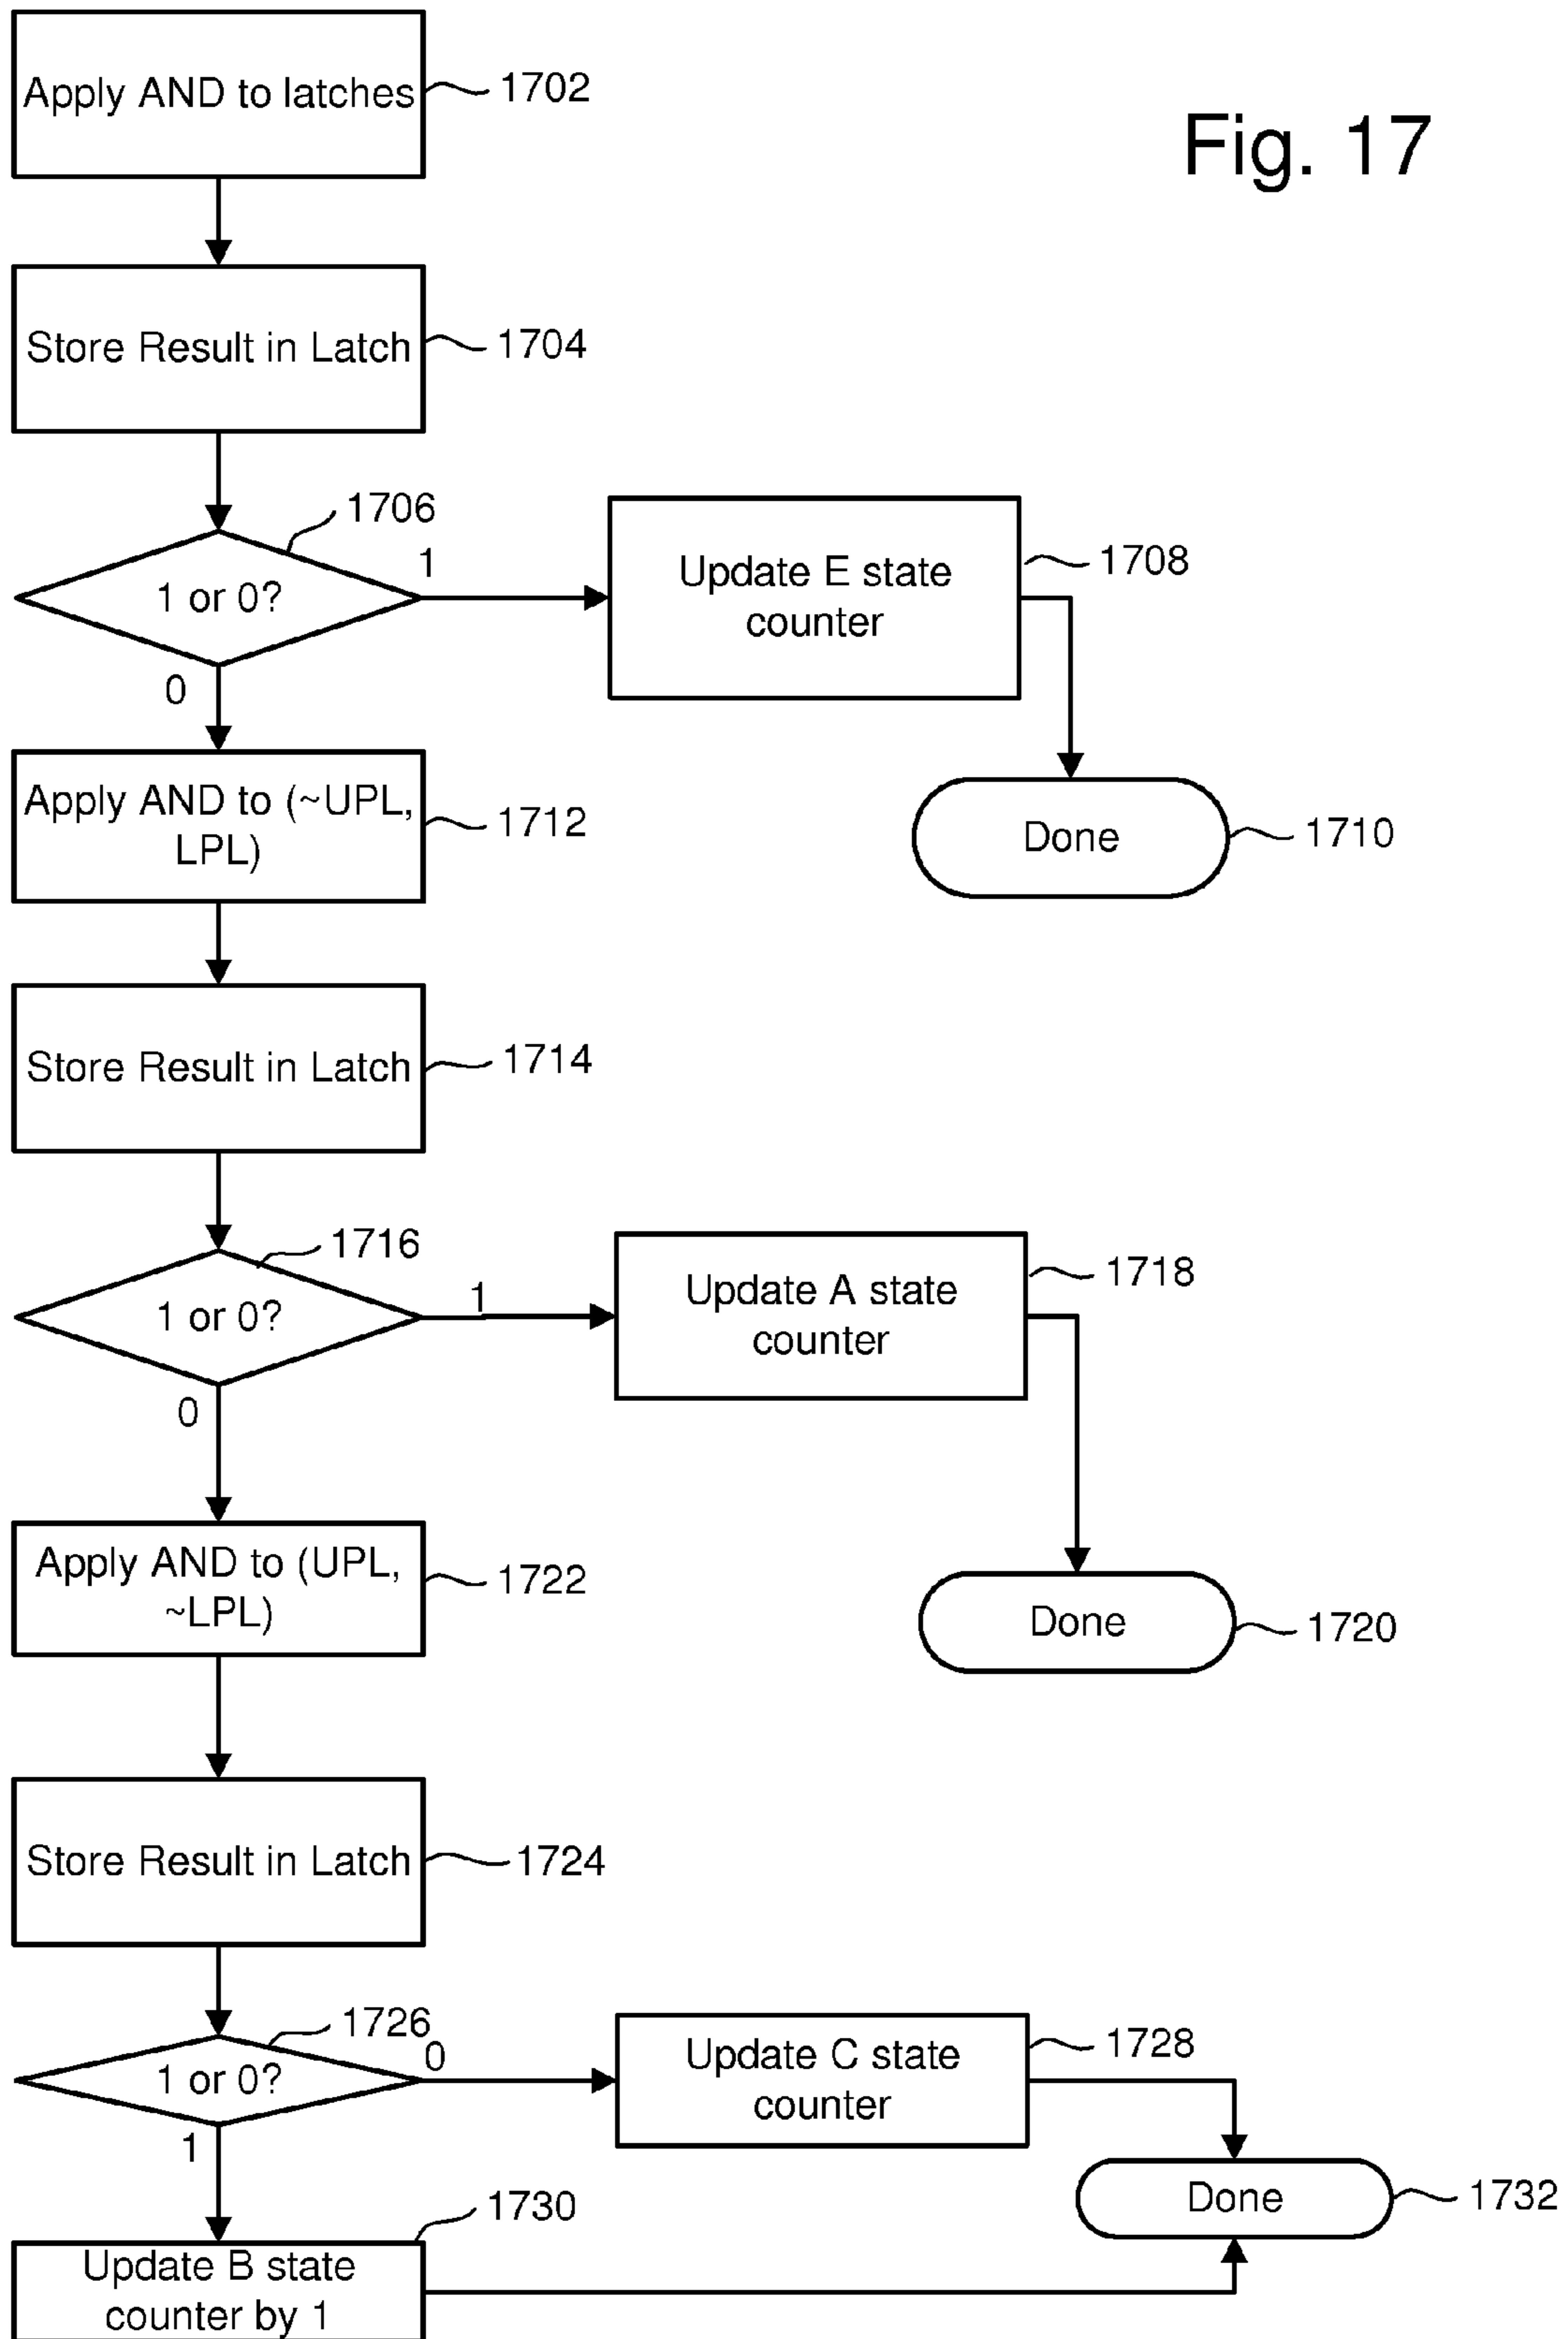 Apply AND to latches
1702
Fig. 17
Store Result in Latch
1704
1706
1 or 0?
1
0
Update E state
counter
1708
Done
1710
Apply AND to (~UPL,
LPL)
1712
Store Result in Latch
1714
1716
1 or 0?
1
0
Update A state
counter
1718
Done
1720
Apply AND to (UPL,
~LPL)
1722
Store Result in Latch
1724
1726
1 or 0?
0
1
Update C state
counter
1728
Done
1732
1730
Update B state
counter by 1